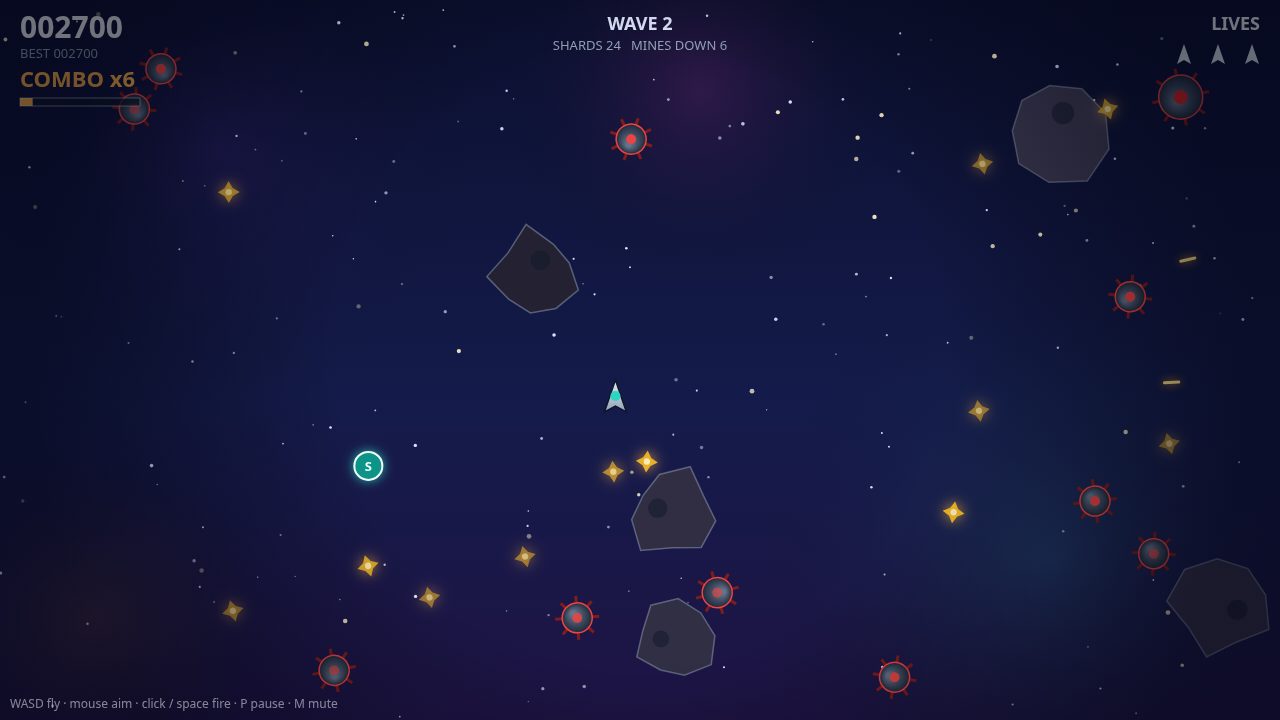 002700
BEST 002700
COMBO x6
WAVE 2
SHARDS 24 MINES DOWN 6
LIVES
S
WASD fly · mouse aim · click / space fire · P pause · M mute